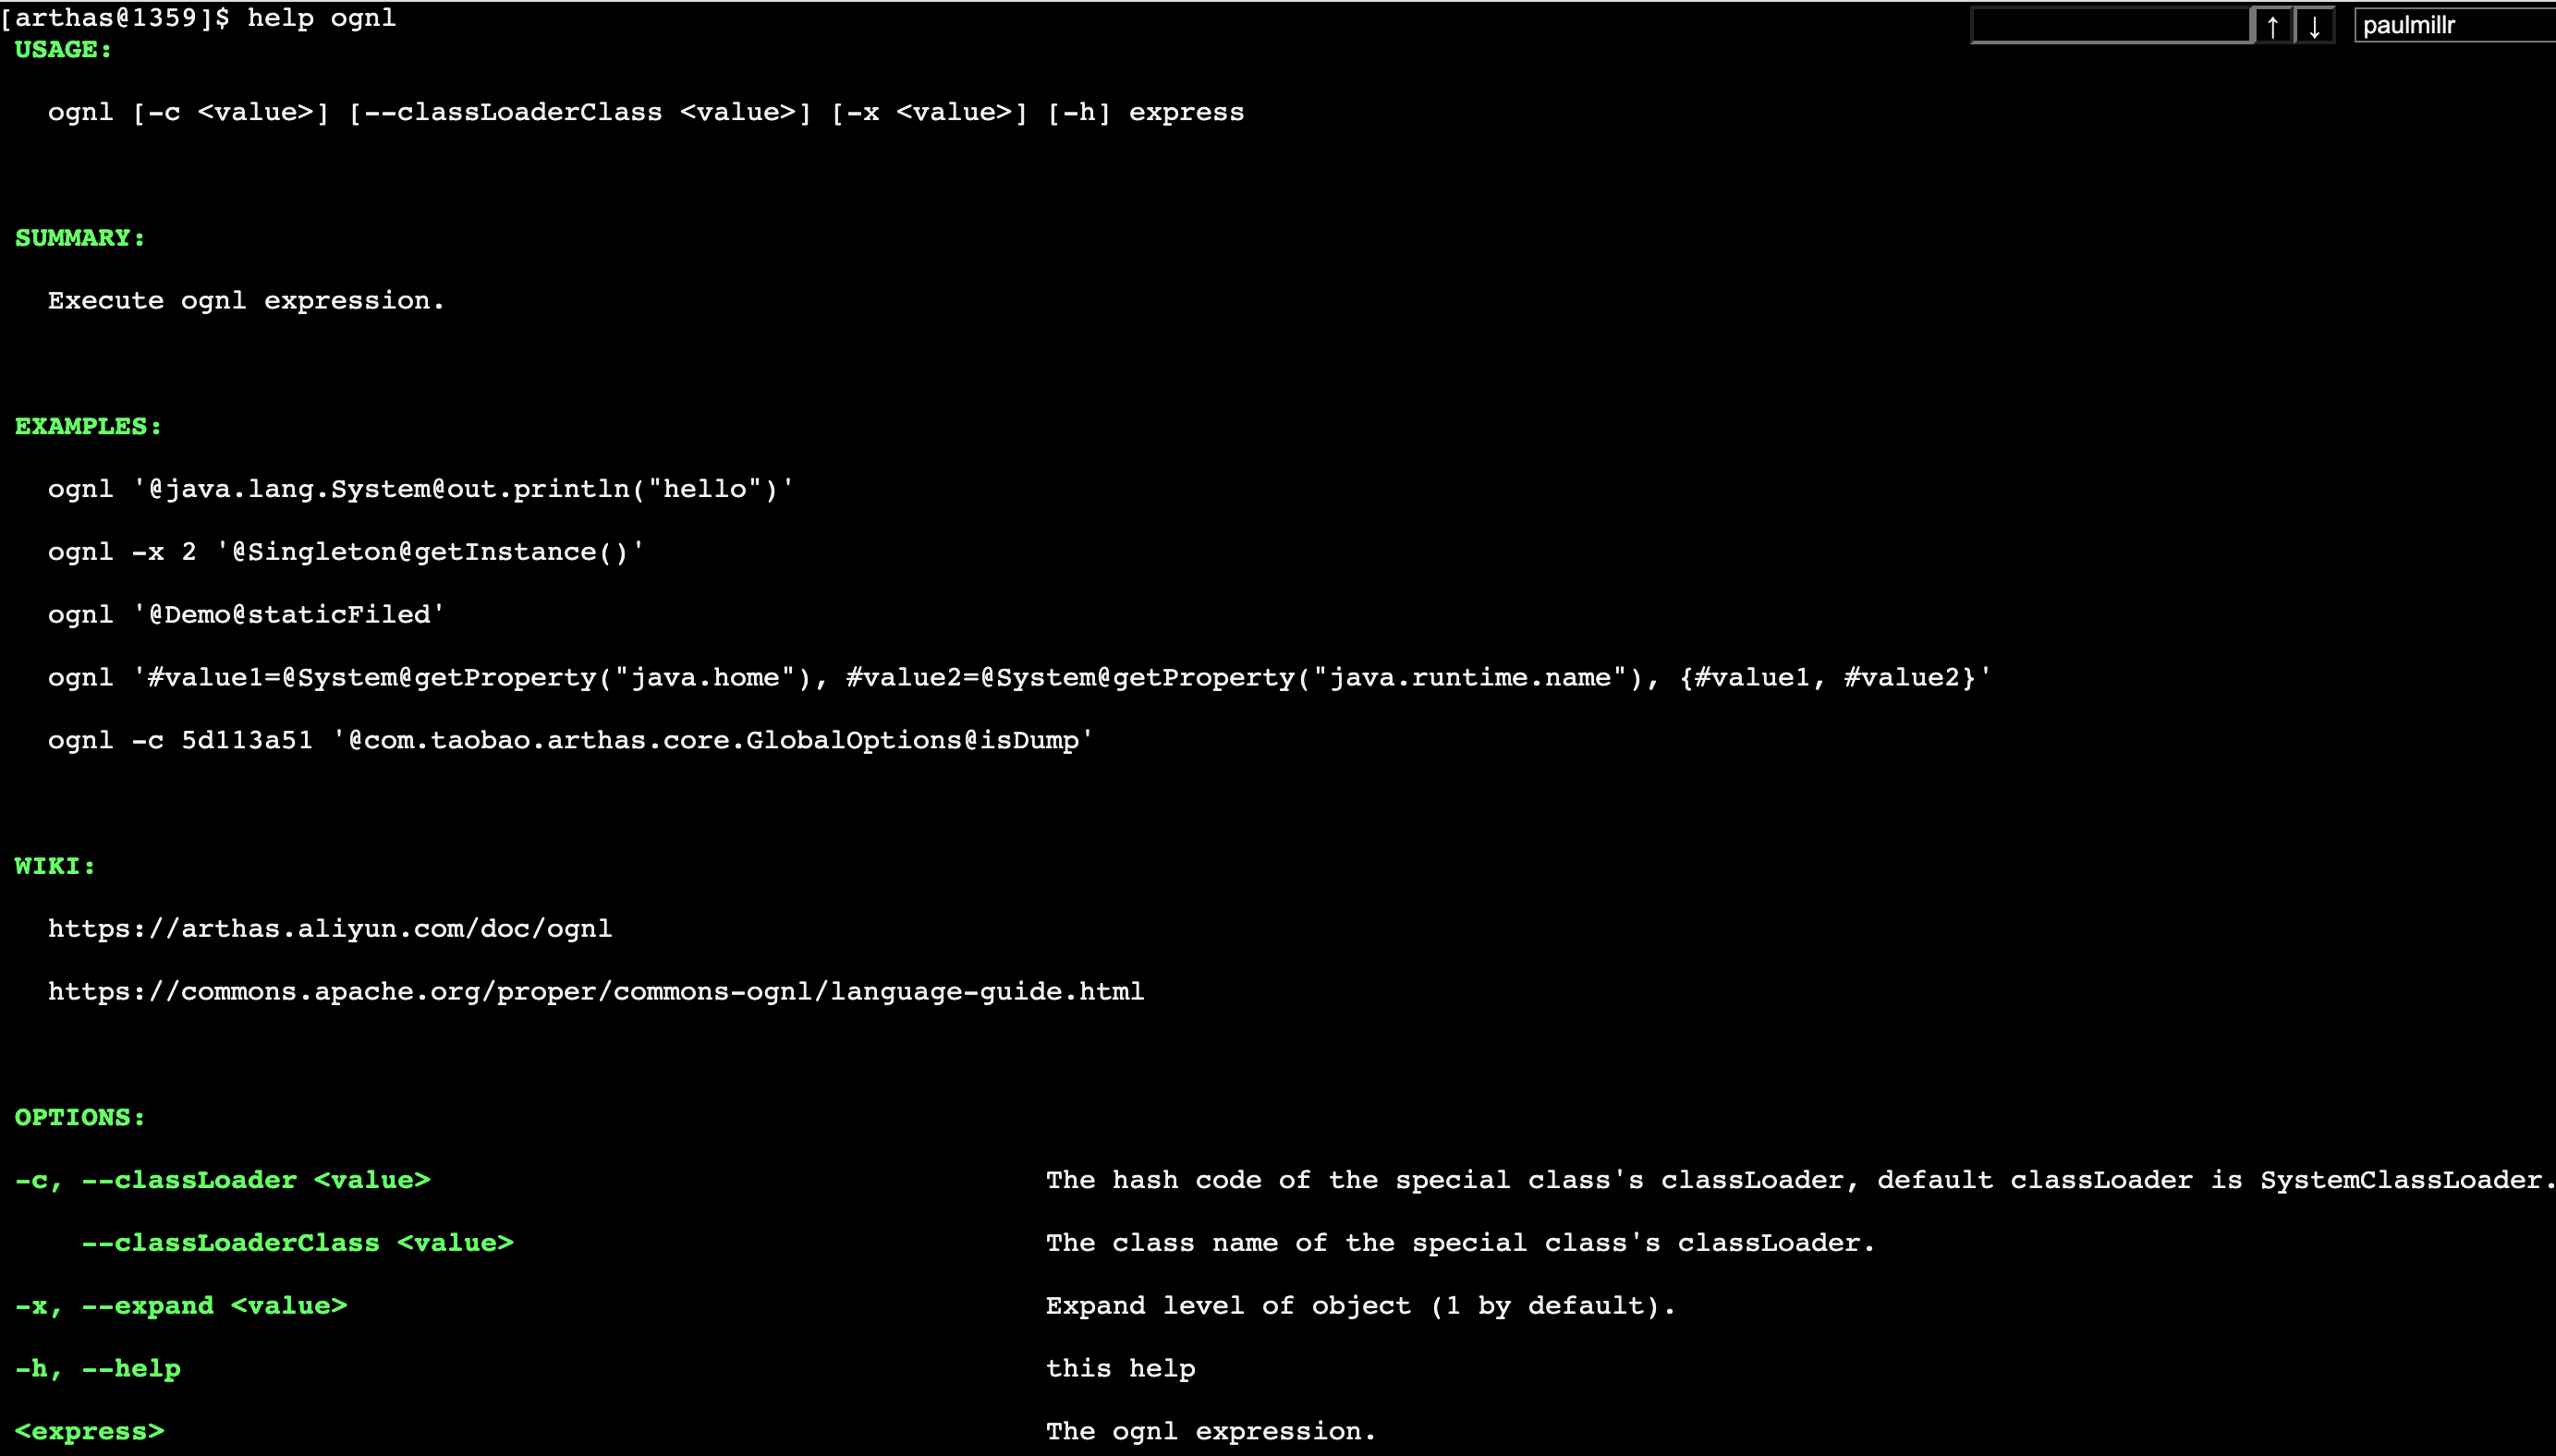 [arthas@1359]$ help ognl
↑ ↓ paulmillr
USAGE:
ognl [-c <value>] [--classLoaderClass <value>] [-x <value>] [-h] express
SUMMARY:
Execute ognl expression.
EXAMPLES:
ognl '@java.lang.System@out.println("hello")'
ognl -x 2 '@Singleton@getInstance()'
ognl '@Demo@staticFiled'
ognl '#value1=@System@getProperty("java.home"), #value2=@System@getProperty("java.runtime.name"), {#value1, #value2}'
ognl -c 5d113a51 '@com.taobao.arthas.core.GlobalOptions@isDump'
WIKI:
https://arthas.aliyun.com/doc/ognl
https://commons.apache.org/proper/commons-ognl/language-guide.html
OPTIONS:
-c, --classLoader <value> The hash code of the special class's classLoader, default classLoader is SystemClassLoader.
--classLoaderClass <value> The class name of the special class's classLoader.
-x, --expand <value> Expand level of object (1 by default).
-h, --help this help
<express> The ognl expression.